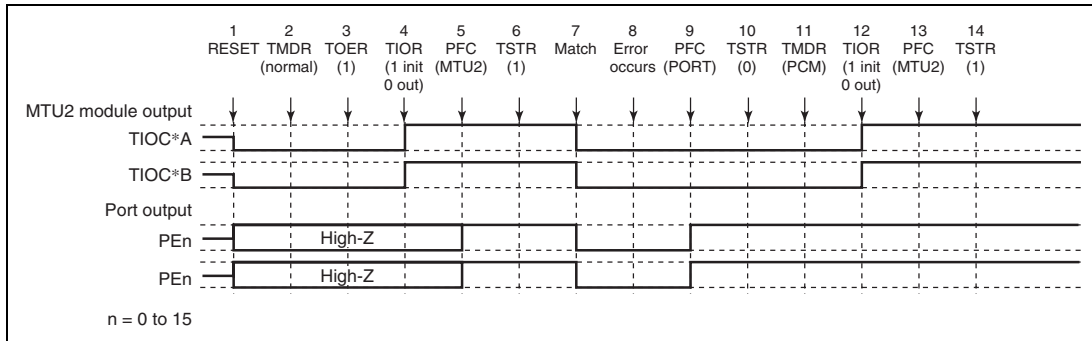 1 2 3 4 5 6 7 8 9 10 11 12 13 14
RESET TMDR TOER TIOR PFC TSTR Match Error PFC TSTR TMDR TIOR PFC TSTR
(normal) (1) (1 init (MTU2) (1) occurs (PORT) (0) (PCM) (1 init (MTU2) (1)
0 out) 0 out)
MTU2 module output
TIOC*A
TIOC*B
Port output
PEn High-Z
PEn High-Z
n = 0 to 15